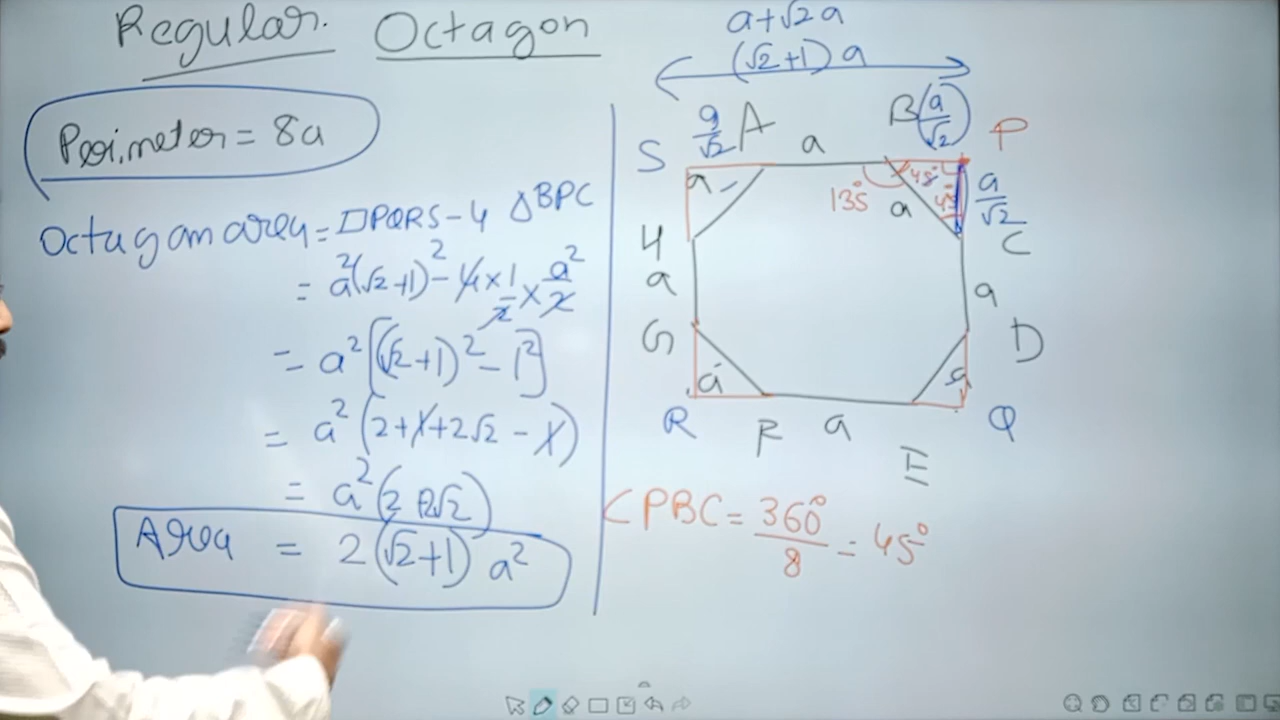 Regular. Octagon
Perimeter = 8a
Octagon area = □PQRS - 4 △BPC
= a²(√2+1)² - 4 × 1/2 × a²/2
= a² [(√2+1)² - 1²]
= a² (2+1+2√2 - 1)
= a² (2+2√2)
Area = 2(√2+1) a²
a+√2a
(√2+1) a
S a/√2 A a B (a/√2) P
a 135° 45° 45° a a/√2
H C
a a
G D
a a
R F a E Q
∠PBC = 360°/8 = 45°